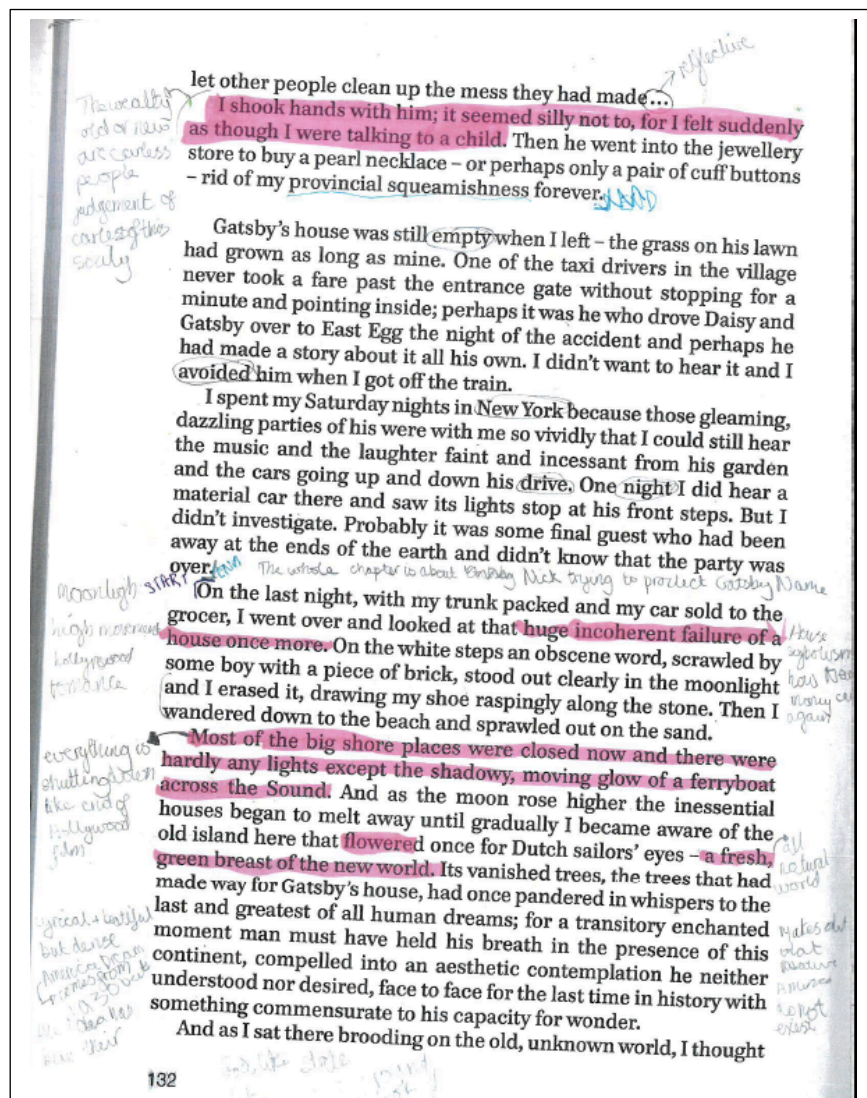 reflective
let other people clean up the mess they had made...
I shook hands with him; it seemed silly not to, for I felt suddenly
as though I were talking to a child. Then he went into the jewellery
store to buy a pearl necklace – or perhaps only a pair of cuff buttons
– rid of my provincial squeamishness forever.
The wealthy
old or new
are careless
people
judgement of
Gatsby's house was still empty when I left – the grass on his lawn
had grown as long as mine. One of the taxi drivers in the village
never took a fare past the entrance gate without stopping for a
minute and pointing inside; perhaps it was he who drove Daisy and
Gatsby over to East Egg the night of the accident and perhaps he
had made a story about it all his own. I didn't want to hear it and I
avoided him when I got off the train.
I spent my Saturday nights in New York because those gleaming,
dazzling parties of his were with me so vividly that I could still hear
the music and the laughter faint and incessant from his garden
and the cars going up and down his drive. One night I did hear a
material car there and saw its lights stop at his front steps. But I
didn't investigate. Probably it was some final guest who had been
away at the ends of the earth and didn't know that the party was
over.
The whole chapter is about Nick trying to protect Gatsby Name
START
On the last night, with my trunk packed and my car sold to the
grocer, I went over and looked at that huge incoherent failure of a
house once more. On the white steps an obscene word, scrawled by
some boy with a piece of brick, stood out clearly in the moonlight
and I erased it, drawing my shoe raspingly along the stone. Then I
wandered down to the beach and sprawled out on the sand.
House
symbolism
how
money
again
Most of the big shore places were closed now and there were
hardly any lights except the shadowy, moving glow of a ferryboat
across the Sound. And as the moon rose higher the inessential
houses began to melt away until gradually I became aware of the
old island here that flowered once for Dutch sailors' eyes – a fresh,
green breast of the new world. Its vanished trees, the trees that had
made way for Gatsby's house, had once pandered in whispers to the
last and greatest of all human dreams; for a transitory enchanted
moment man must have held his breath in the presence of this
continent, compelled into an aesthetic contemplation he neither
understood nor desired, face to face for the last time in history with
something commensurate to his capacity for wonder.
everything is
shutting down
like end of
Hollywood
film
all
natural
world
lyrical + beautiful
but dense
Makes out
that
do not
exist
And as I sat there brooding on the old, unknown world, I thought
132